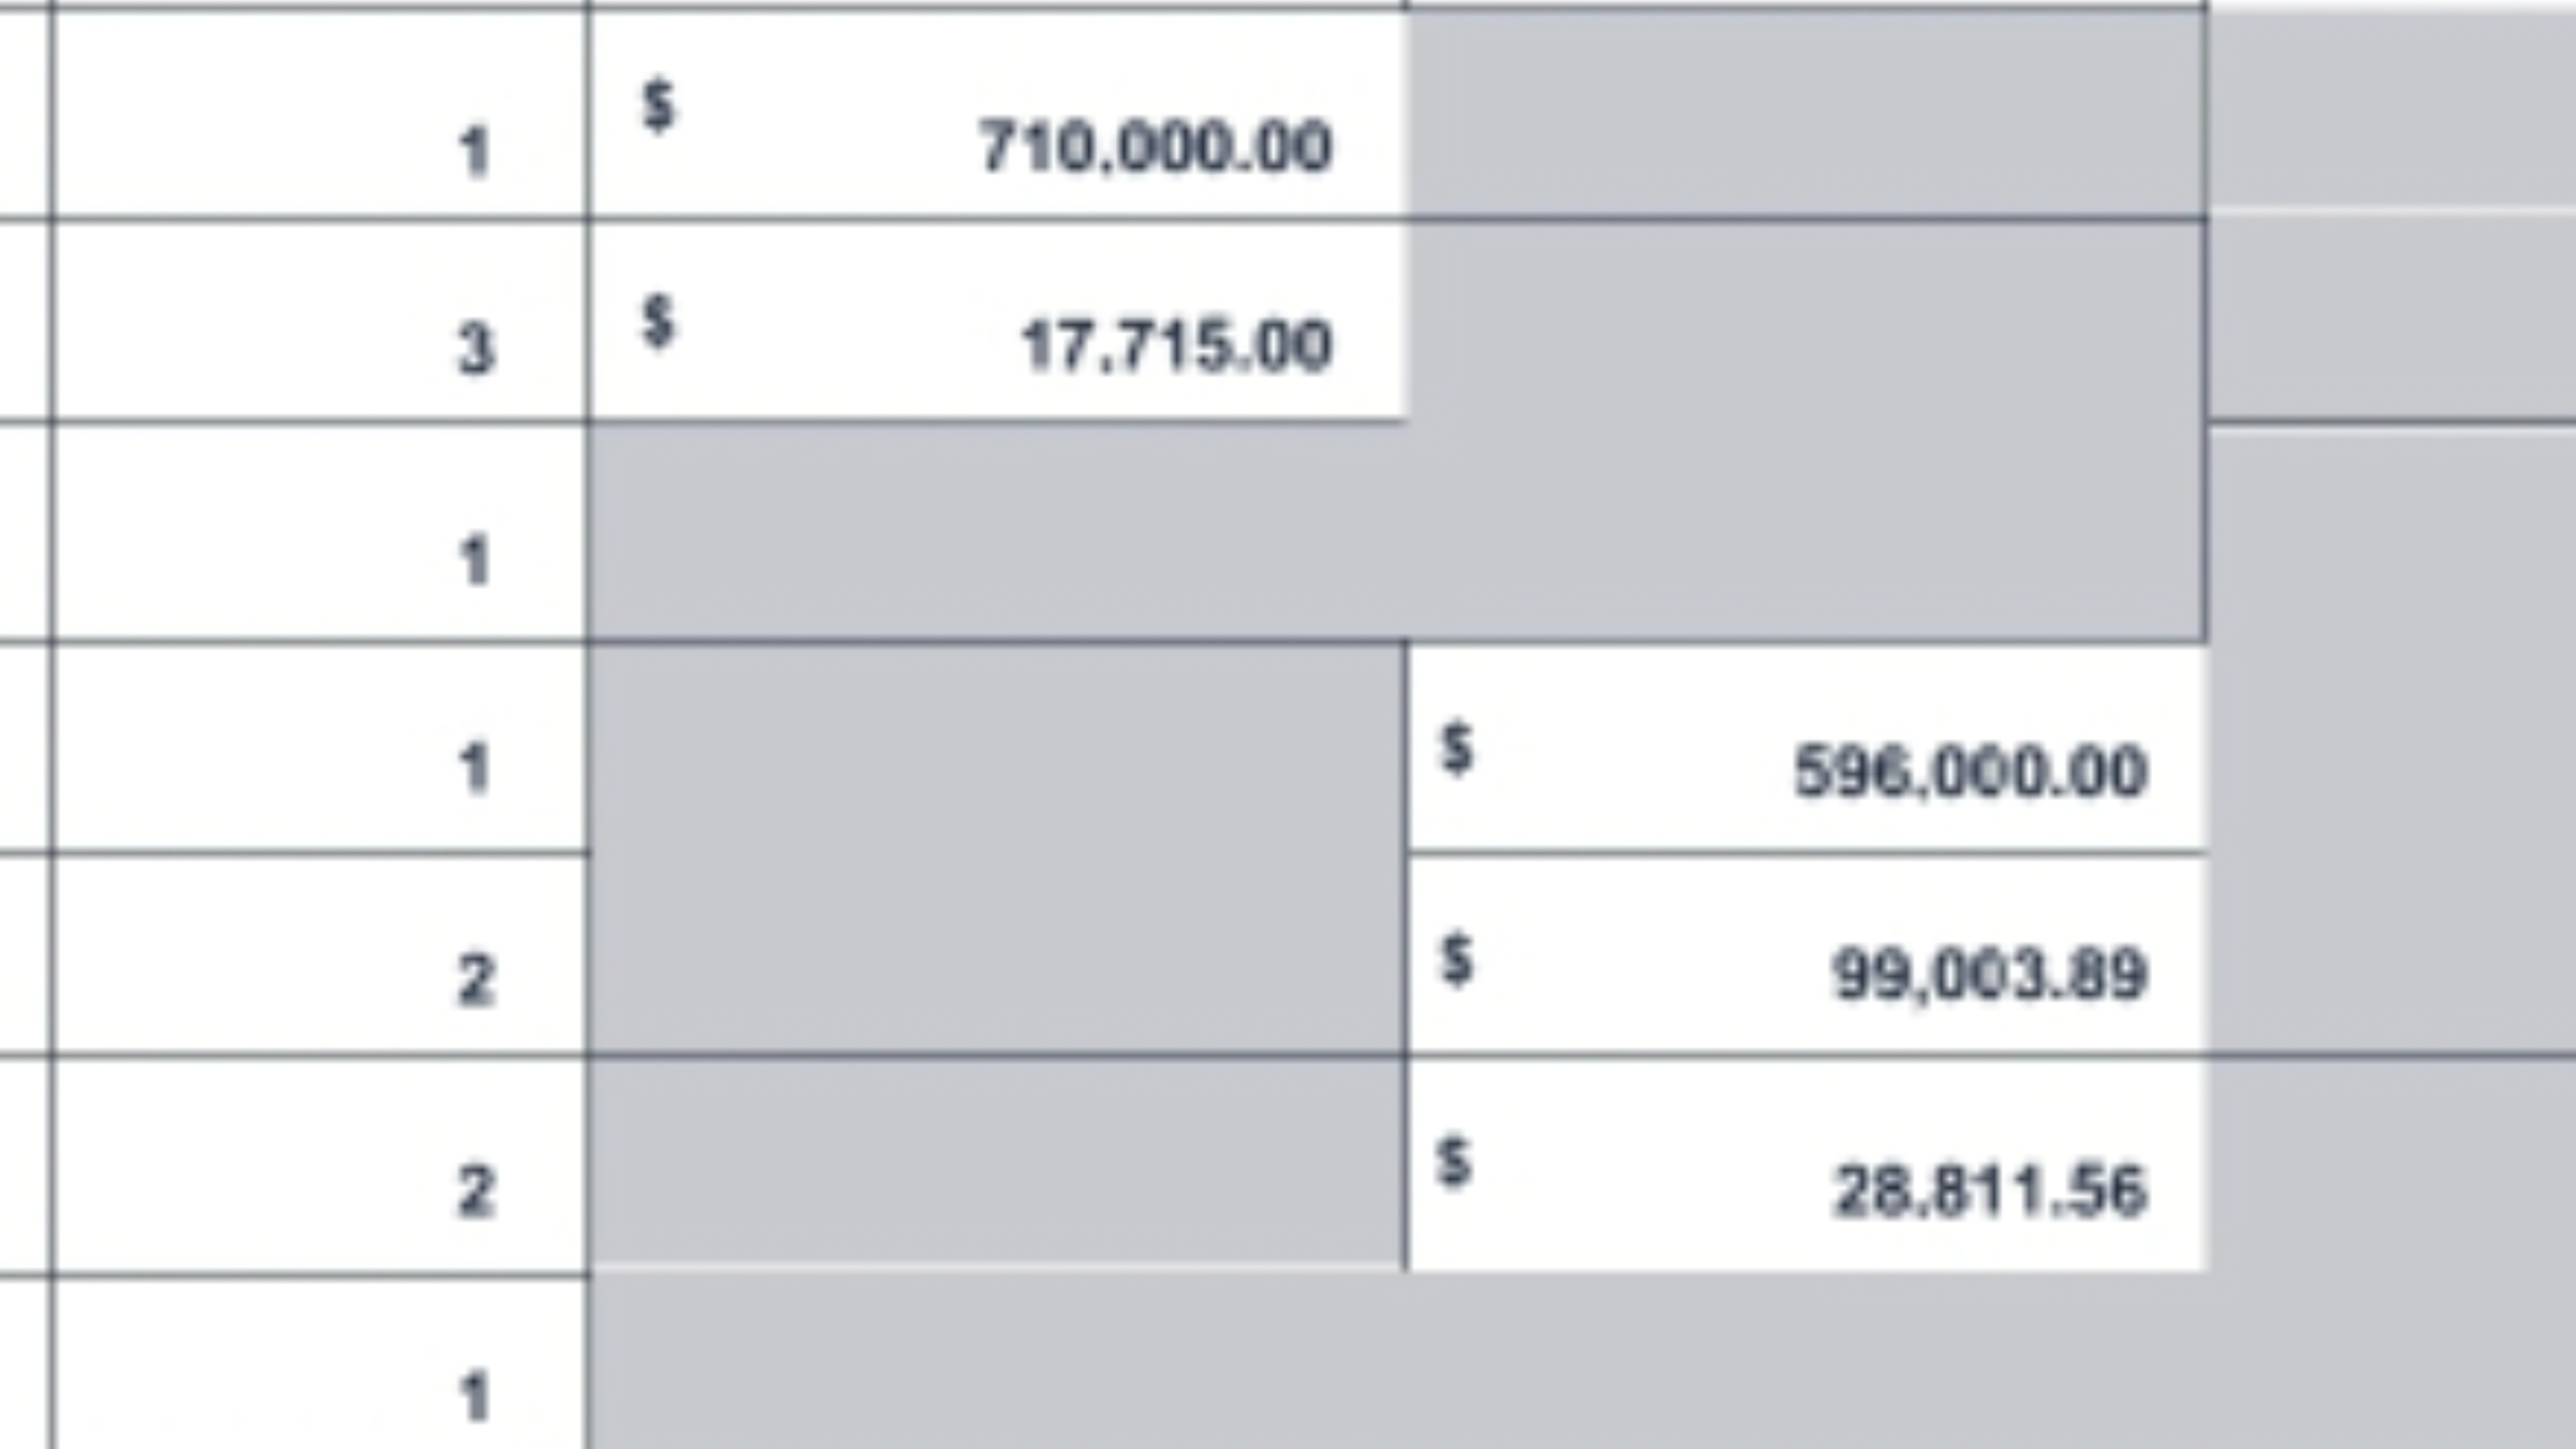 1 $ 710,000.00
3 $ 17,715.00
1
1 $ 596,000.00
2 $ 99,003.89
2 $ 28,811.56
1